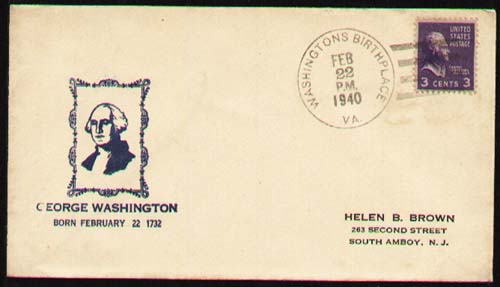 WASHINGTONS BIRTHPLACE
FEB
22
P.M.
1940
VA.
UNITED
STATES
POSTAGE
3 CENTS 3
GEORGE WASHINGTON
BORN FEBRUARY 22 1732
HELEN B. BROWN
263 SECOND STREET
SOUTH AMBOY, N. J.